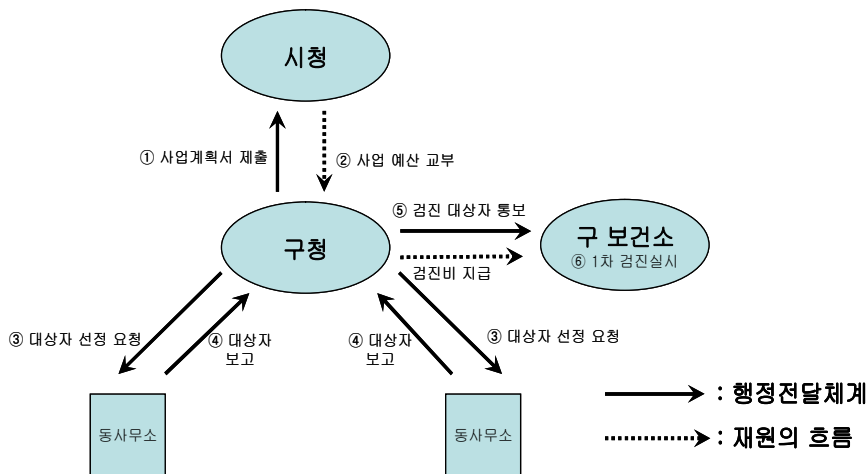 시청
① 사업계획서 제출
② 사업 예산 교부
⑤ 검진 대상자 통보
구청
구 보건소
⑥ 1차 검진실시
검진비 지급
③ 대상자 선정 요청
④ 대상자
보고
④ 대상자
보고
③ 대상자 선정 요청
동사무소
동사무소
: 행정전달체계
: 재원의 흐름